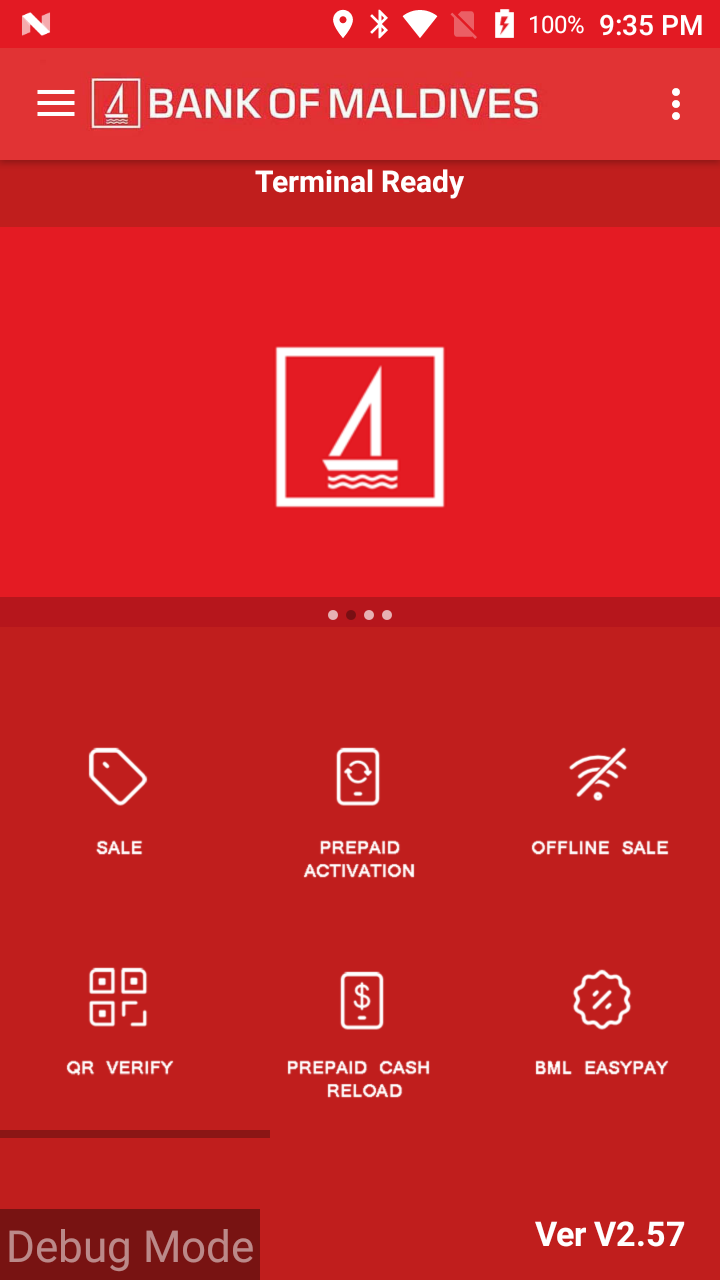 100% 9:35 PM
BANK OF MALDIVES
Terminal Ready
SALE
PREPAID
ACTIVATION
OFFLINE SALE
QR VERIFY
PREPAID CASH
RELOAD
BML EASYPAY
Ver V2.57
Debug Mode